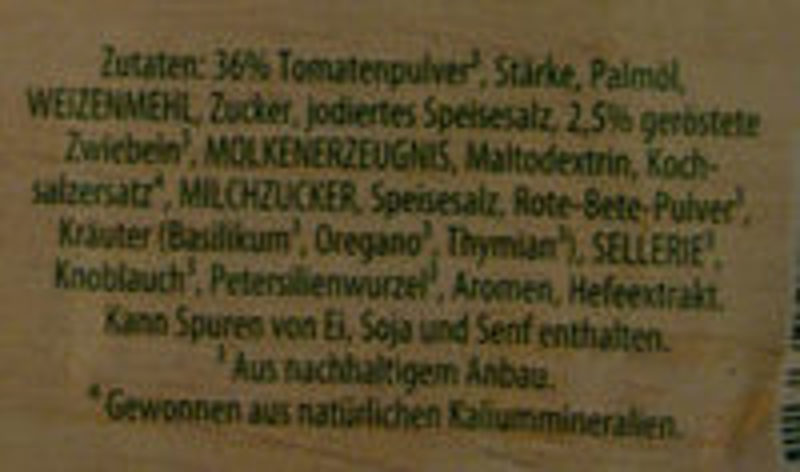 Zutaten: 36% Tomatenpulver³, Stärke, Palmöl,
WEIZENMEHL, Zucker, jodiertes Speisesalz, 2,5% geröstete
Zwiebeln³, MOLKENERZEUGNIS, Maltodextrin, Koch-
salzersatz⁴, MILCHZUCKER, Speisesalz, Rote-Bete-Pulver³,
Kräuter (Basilikum³, Oregano³, Thymian³), SELLERIE³,
Knoblauch³, Petersilienwurzel³, Aromen, Hefeextrakt.
Kann Spuren von Ei, Soja und Senf enthalten.
³ Aus nachhaltigem Anbau.
⁴ Gewonnen aus natürlichen Kaliummineralien.